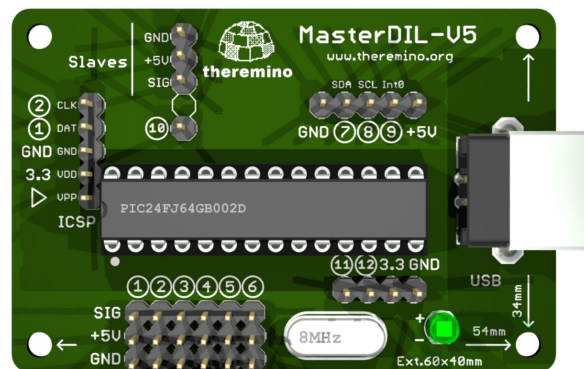 MasterDIL-V5
www.theremino.org
theremino
Slaves
GND
+5V
SIG
10
SDA SCL Int0
GND 7 8 9 +5V
2 CLK
1 DAT
GND GND
3.3 VDD
VPP
ICSP
PIC24FJ64GB002D
11 12 3.3 GND
USB
1 2 3 4 5 6
SIG
+5V
GND
8MHz
+
-
34mm
54mm
Ext.60x40mm